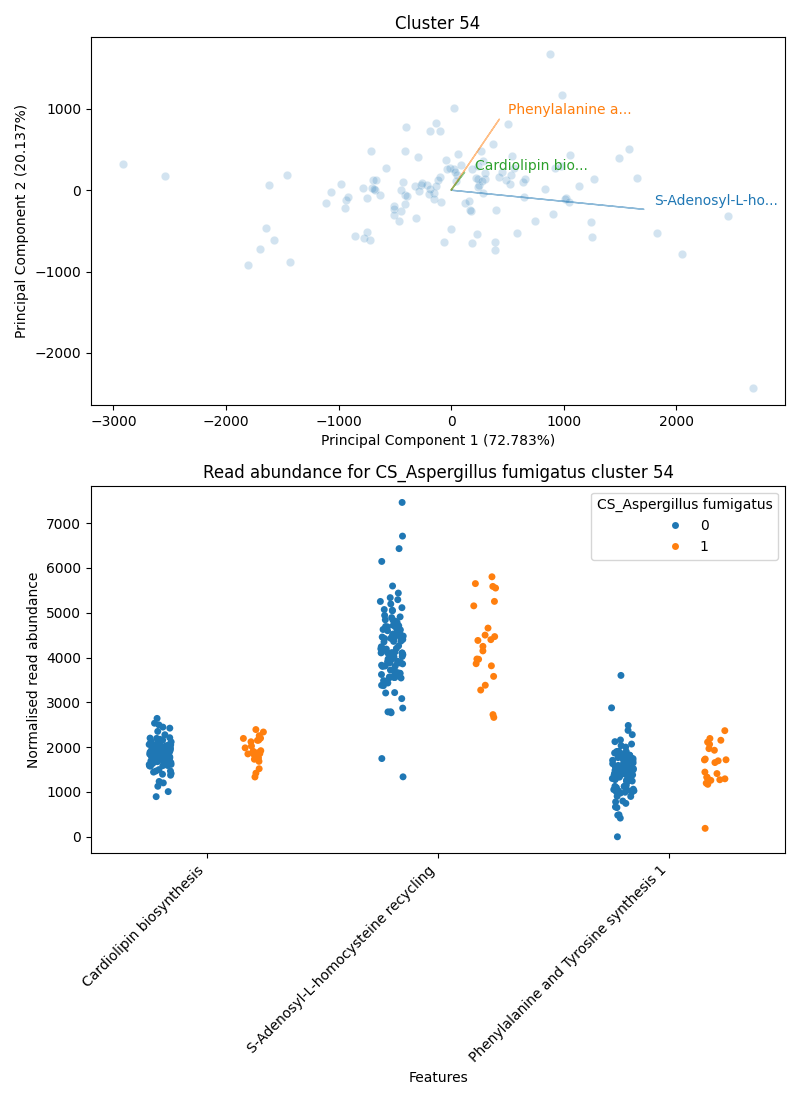 Cluster 54
Principal Component 2 (20.137%)
1000
0
−1000
−2000
Phenylalanine a...
Cardiolipin bio...
S-Adenosyl-L-ho...
−3000 −2000 −1000 0 1000 2000
Principal Component 1 (72.783%)
Read abundance for CS_Aspergillus fumigatus cluster 54
Normalised read abundance
7000
6000
5000
4000
3000
2000
1000
0
CS_Aspergillus fumigatus
0
1
Cardiolipin biosynthesis
S-Adenosyl-L-homocysteine recycling
Phenylalanine and Tyrosine synthesis 1
Features